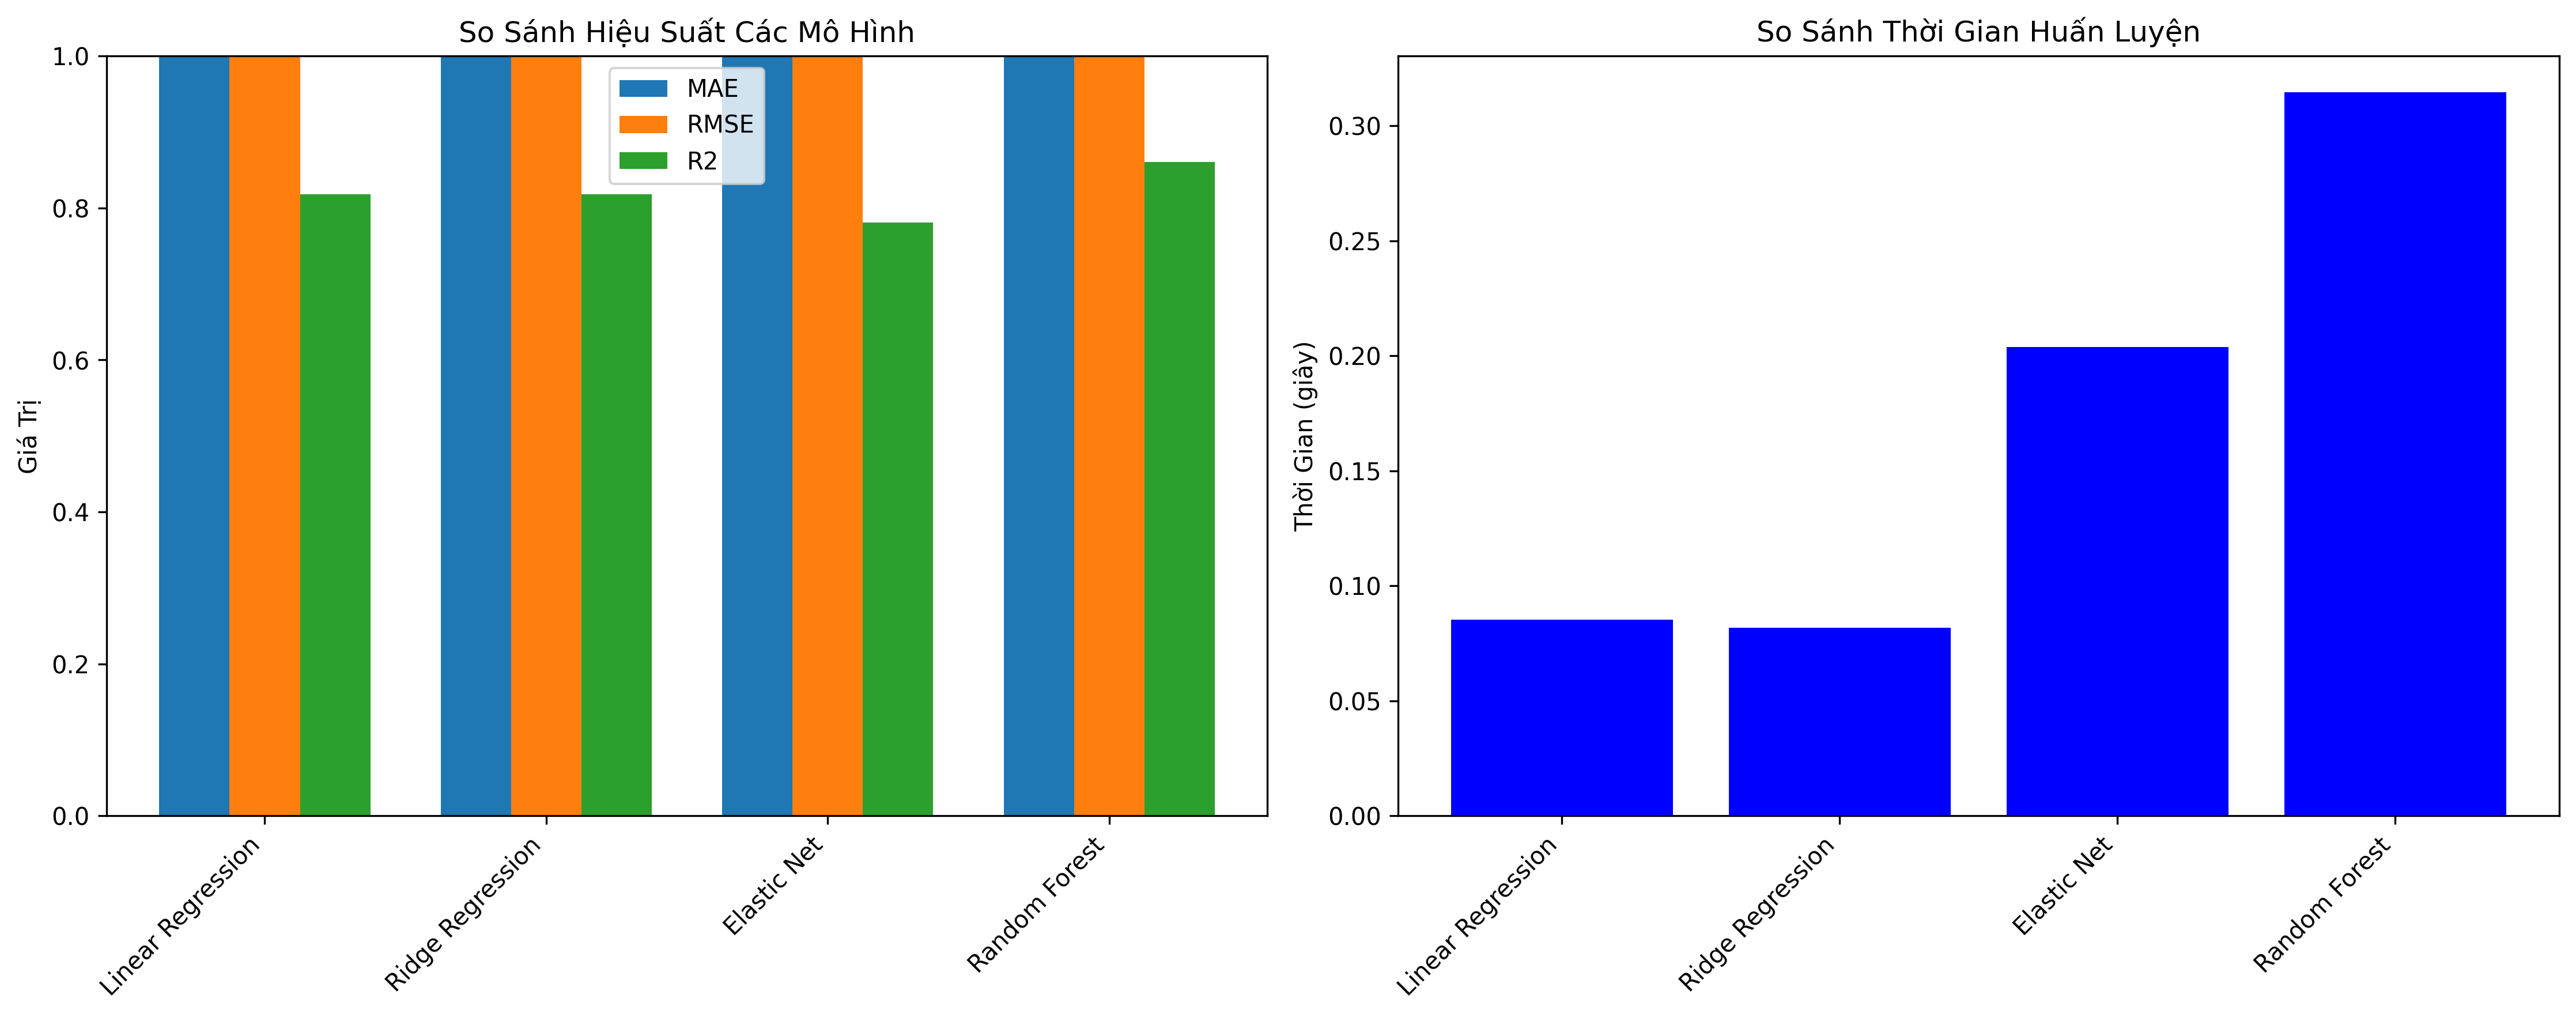 So Sánh Hiệu Suất Các Mô Hình
Giá Trị
1.0
0.8
0.6
0.4
0.2
0.0
MAE
RMSE
R2
Linear Regression
Ridge Regression
Elastic Net
Random Forest
So Sánh Thời Gian Huấn Luyện
Thời Gian (giây)
0.30
0.25
0.20
0.15
0.10
0.05
0.00
Linear Regression
Ridge Regression
Elastic Net
Random Forest